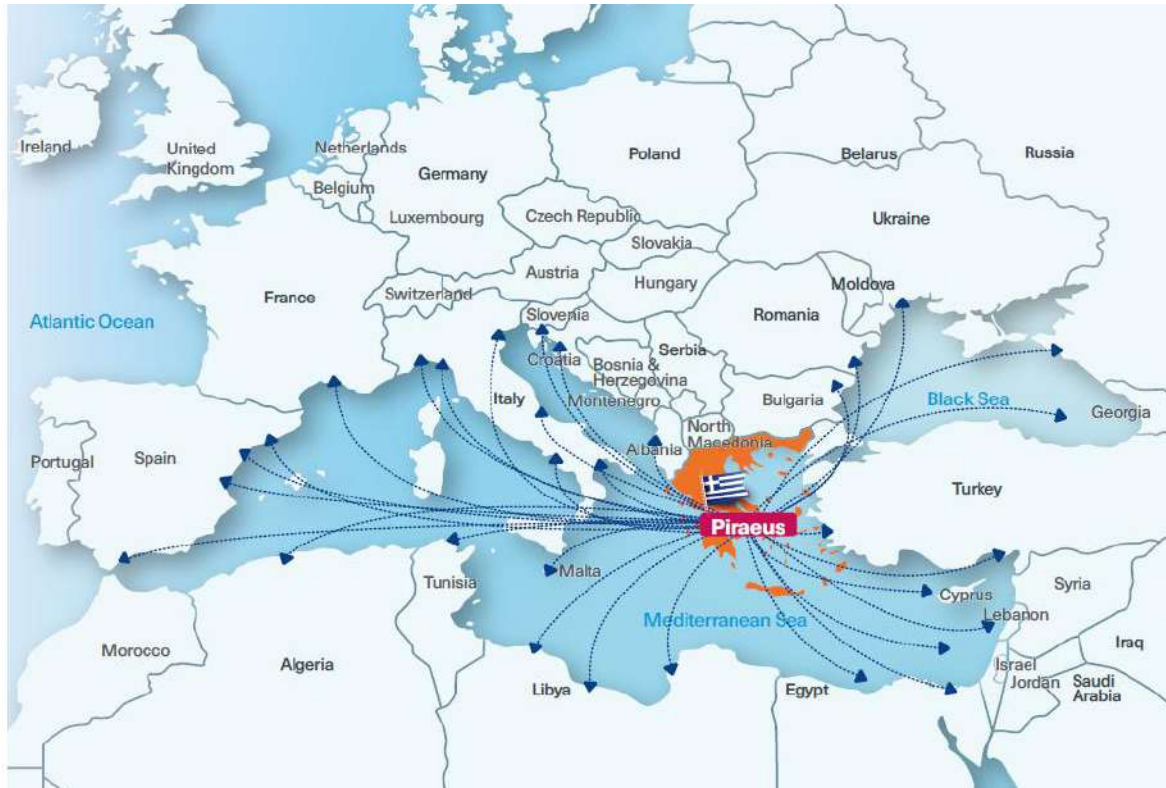 Ireland
United
Kingdom
Netherlands
Belgium
Germany
Luxembourg
Poland
Belarus
Russia
Czech Republic
Ukraine
Slovakia
Austria
Hungary
Moldova
France
Switzerland
Slovenia
Romania
Atlantic Ocean
Croatia
Bosnia &
Herzegovina
Serbia
Montenegro
Italy
Bulgaria
Black Sea
Georgia
North
Macedonia
Albania
Portugal
Spain
Turkey
Piraeus
Tunisia
Malta
Cyprus
Syria
Lebanon
Mediterranean Sea
Morocco
Algeria
Libya
Egypt
Israel
Jordan
Iraq
Saudi
Arabia